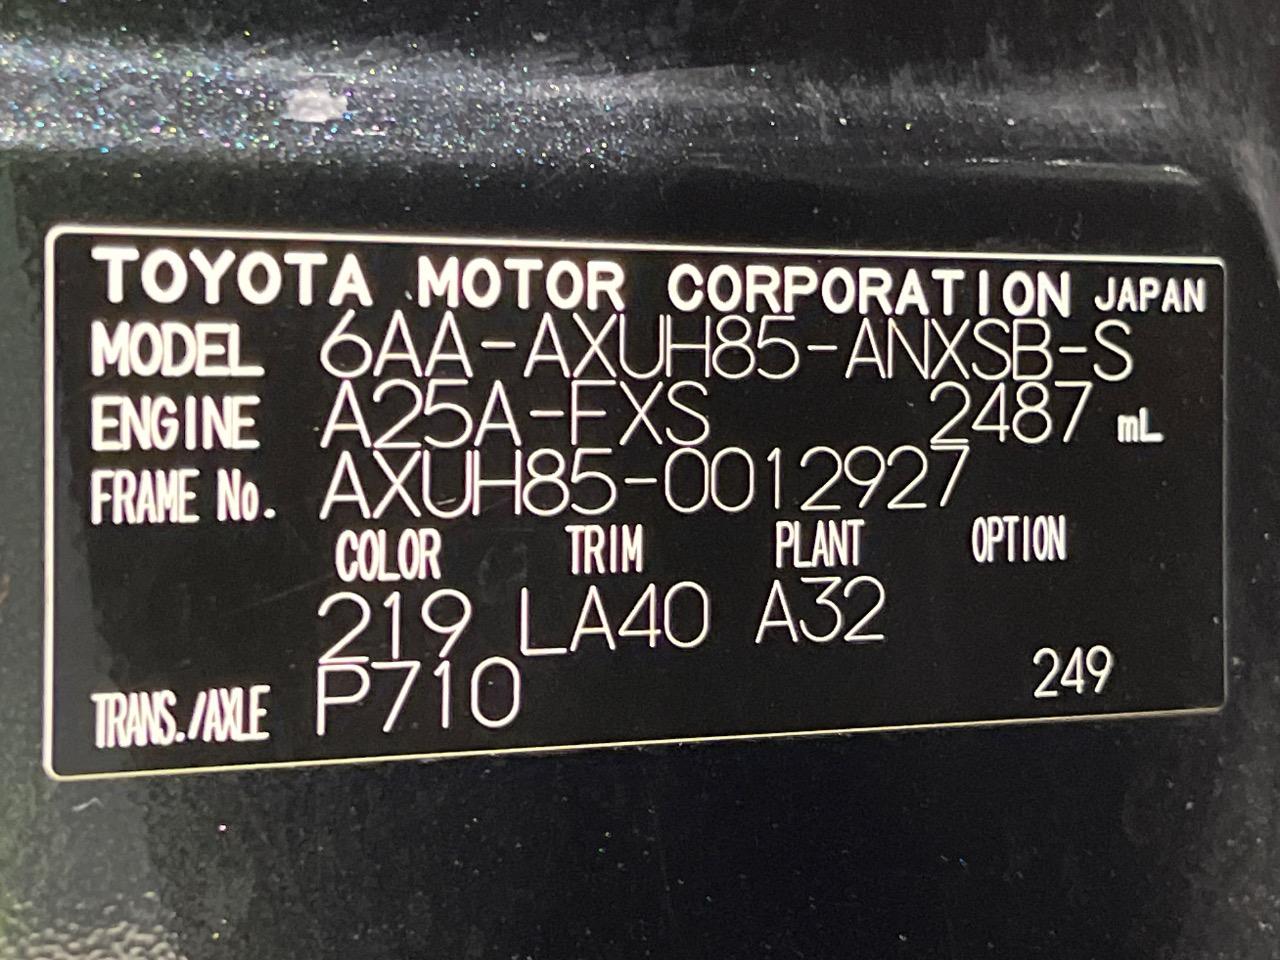 TOYOTA MOTOR CORPORATION JAPAN
MODEL 6AA-AXUH85-ANXSB-S
ENGINE A25A-FXS 2487 mL
FRAME No. AXUH85-0012927
COLOR TRIM PLANT OPTION
219 LA40 A32
TRANS./AXLE P710 249